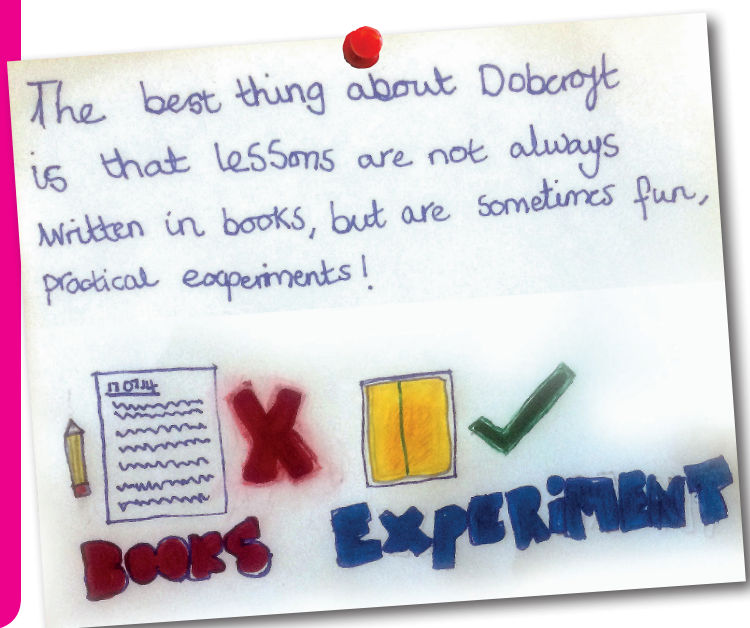 The best thing about Dobcroft
is that lessons are not always
written in books, but are sometimes fun,
practical experiments!
BOOKS
EXPERIMENT